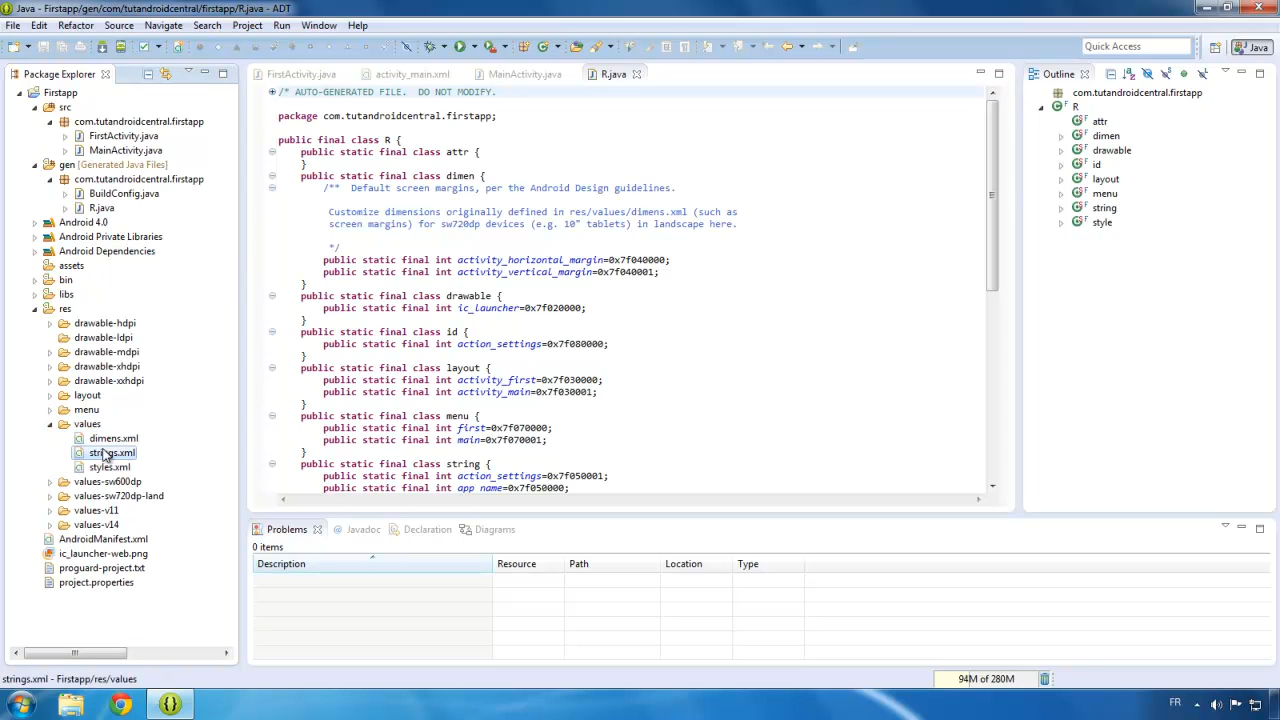 Java - Firstapp/gen/com/tutandroidcentral/firstapp/R.java - ADT
File Edit Refactor Source Navigate Search Project Run Window Help
Quick Access
Java
Package Explorer
Firstapp
src
com.tutandroidcentral.firstapp
FirstActivity.java
MainActivity.java
gen [Generated Java Files]
com.tutandroidcentral.firstapp
BuildConfig.java
R.java
Android 4.0
Android Private Libraries
Android Dependencies
assets
bin
libs
res
drawable-hdpi
drawable-ldpi
drawable-mdpi
drawable-xhdpi
drawable-xxhdpi
layout
menu
values
dimens.xml
strings.xml
styles.xml
values-sw600dp
values-sw720dp-land
values-v11
values-v14
AndroidManifest.xml
ic_launcher-web.png
proguard-project.txt
project.properties
FirstActivity.java activity_main.xml MainActivity.java R.java
/* AUTO-GENERATED FILE.  DO NOT MODIFY.
package com.tutandroidcentral.firstapp;
public final class R {
public static final class attr {
}
public static final class dimen {
/**  Default screen margins, per the Android Design guidelines.
Customize dimensions originally defined in res/values/dimens.xml (such as
screen margins) for sw720dp devices (e.g. 10" tablets) in landscape here.
*/
public static final int activity_horizontal_margin=0x7f040000;
public static final int activity_vertical_margin=0x7f040001;
}
public static final class drawable {
public static final int ic_launcher=0x7f020000;
}
public static final class id {
public static final int action_settings=0x7f080000;
}
public static final class layout {
public static final int activity_first=0x7f030000;
public static final int activity_main=0x7f030001;
}
public static final class menu {
public static final int first=0x7f070000;
public static final int main=0x7f070001;
}
public static final class string {
public static final int action_settings=0x7f050001;
public static final int app_name=0x7f050000;
Outline
com.tutandroidcentral.firstapp
R
attr
dimen
drawable
id
layout
menu
string
style
Problems Javadoc Declaration Diagrams
0 items
Description Resource Path Location Type
strings.xml - Firstapp/res/values
94M of 280M
FR